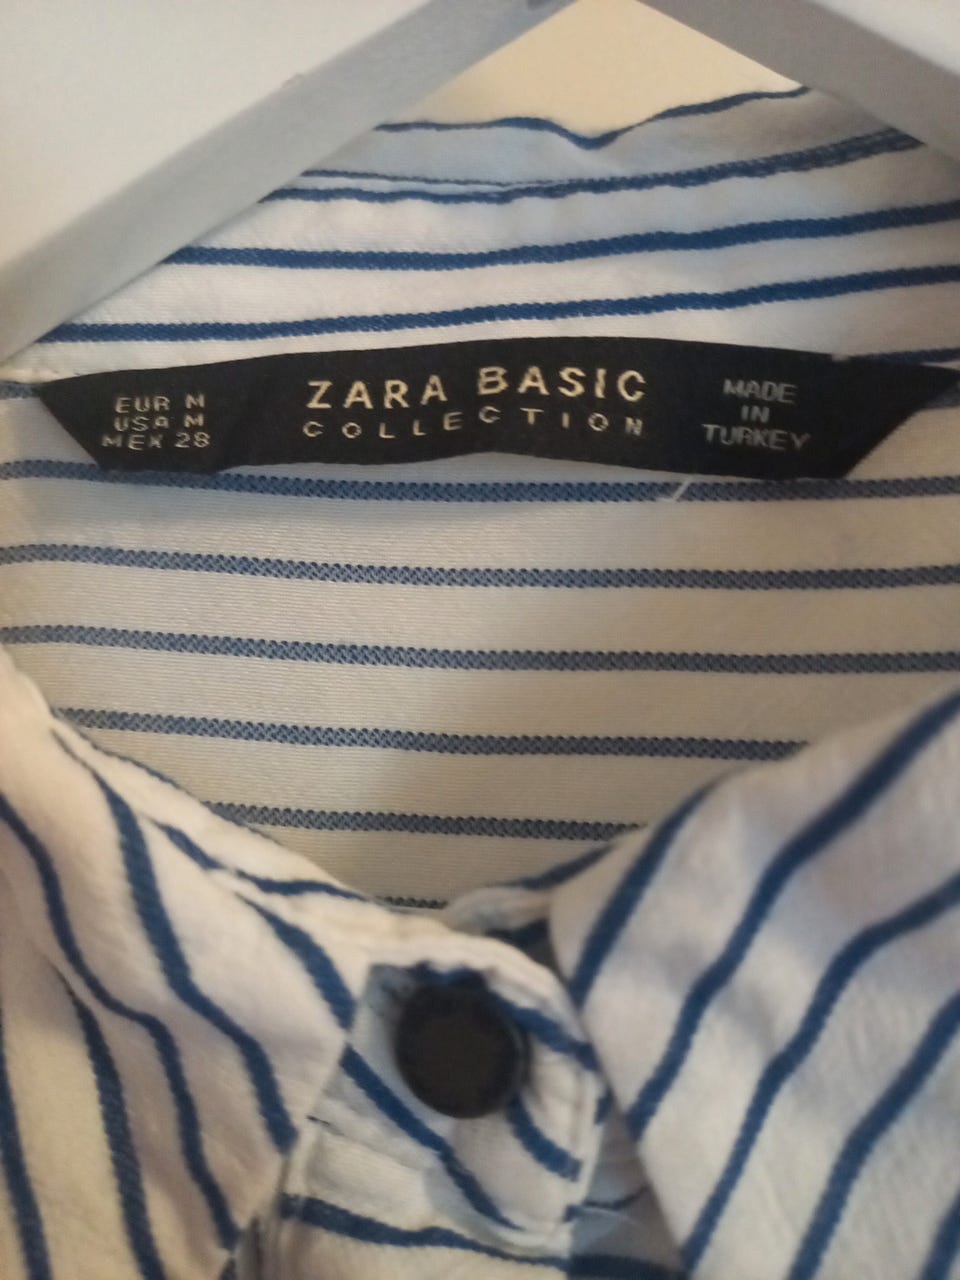 EUR M
USA M
MEX 28
ZARA BASIC
COLLECTION
MADE
IN
TURKEY